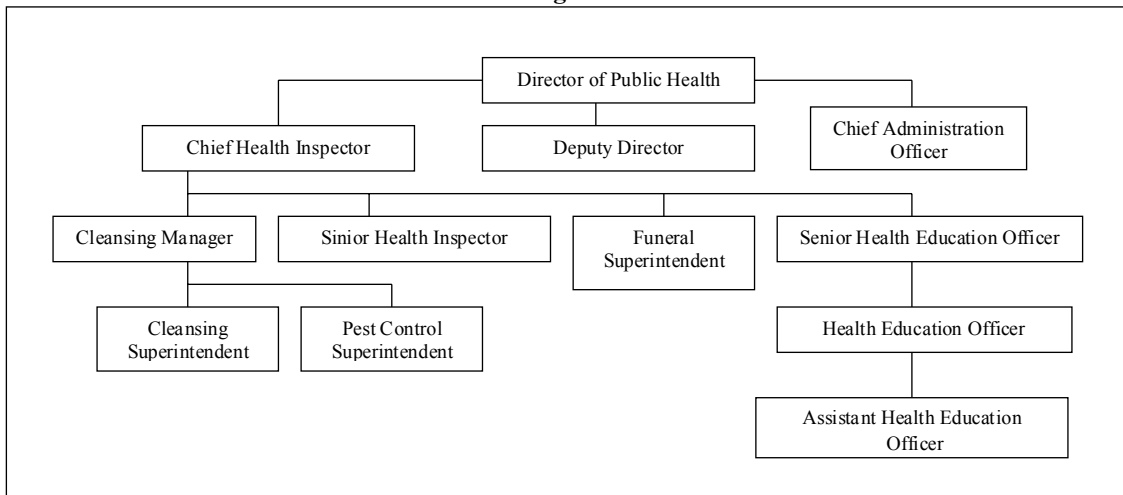 Director of Public Health
Chief Health Inspector
Deputy Director
Chief Administration
Officer
Cleansing Manager
Sinior Health Inspector
Funeral
Superintendent
Senior Health Education Officer
Cleansing
Superintendent
Pest Control
Superintendent
Health Education Officer
Assistant Health Education
Officer